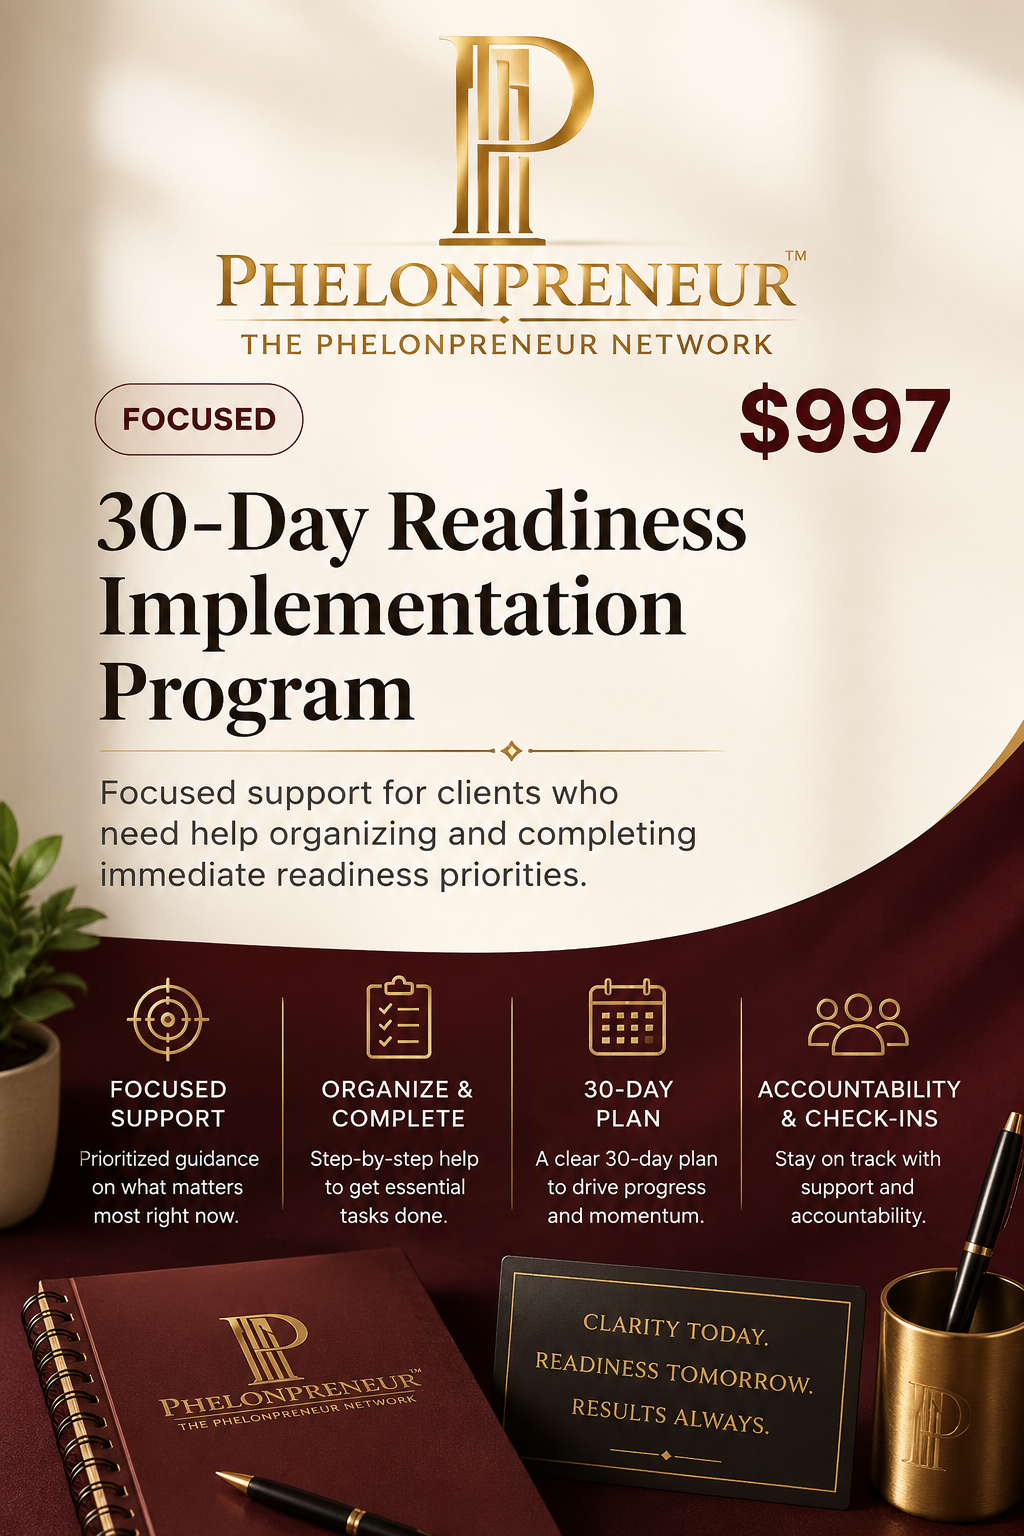 PHELONPRENEUR™
THE PHELONPRENEUR NETWORK
FOCUSED
$997
30-Day Readiness
Implementation
Program
Focused support for clients who
need help organizing and completing
immediate readiness priorities.
FOCUSED
SUPPORT
Prioritized guidance
on what matters
most right now.
ORGANIZE &
COMPLETE
Step-by-step help
to get essential
tasks done.
30-DAY
PLAN
A clear 30-day plan
to drive progress
and momentum.
ACCOUNTABILITY
& CHECK-INS
Stay on track with
support and
accountability.
PHELONPRENEUR™
THE PHELONPRENEUR NETWORK
CLARITY TODAY.
READINESS TOMORROW.
RESULTS ALWAYS.